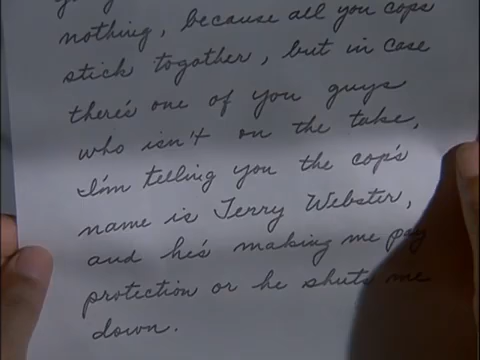 nothing, because all you cops
stick together, but in case
there's one of you guys
who isn't on the take,
I'm telling you the cop's
name is Terry Webster,
and he's making me pay
protection or he shuts me
down.